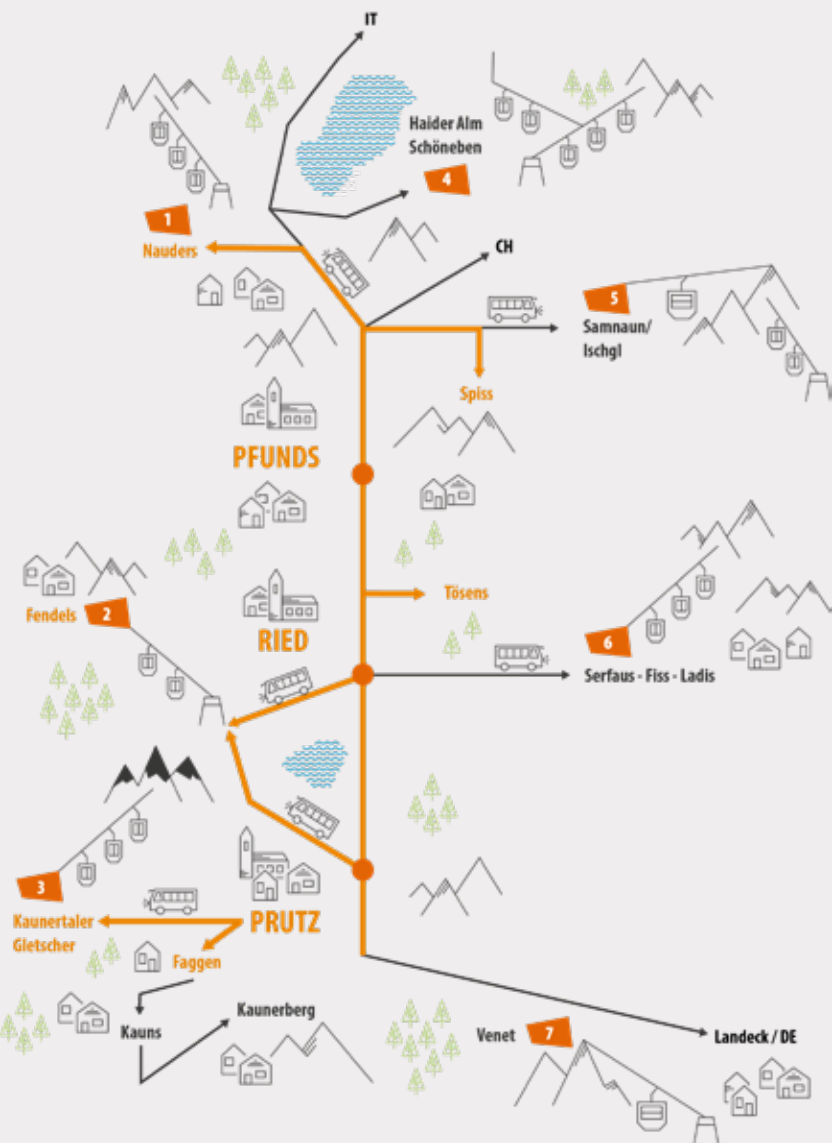 IT
Haider Alm
Schöneben
4
1
Nauders
CH
5
Samnaun/
Ischgl
Spiss
PFUNDS
Fendels
2
Tösens
RIED
6
Serfaus - Fiss - Ladis
3
Kaunertaler
Gletscher
PRUTZ
Faggen
Kauns
Kaunerberg
Venet
7
Landeck / DE